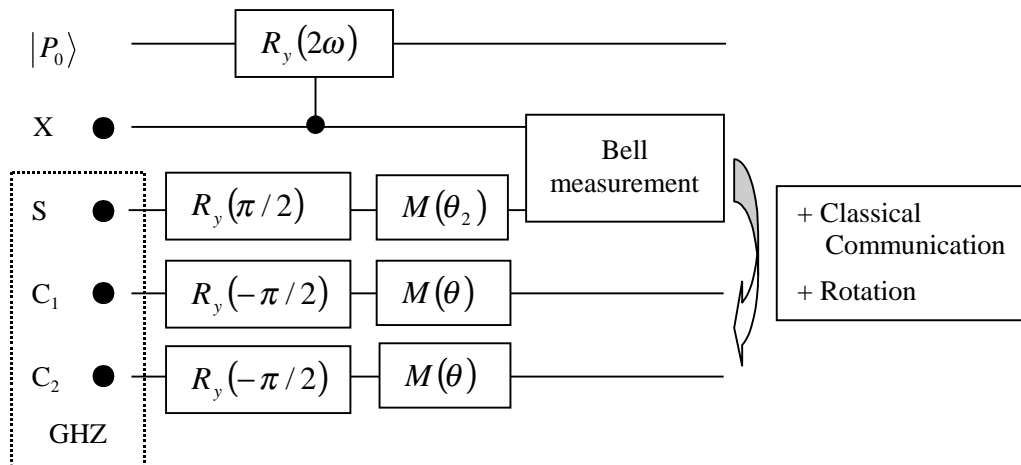 |P₀⟩ R_y(2ω)
X
Bell
measurement
S R_y(π/2) M(θ₂)
+ Classical
Communication
+ Rotation
C₁ R_y(−π/2) M(θ)
C₂ R_y(−π/2) M(θ)
GHZ